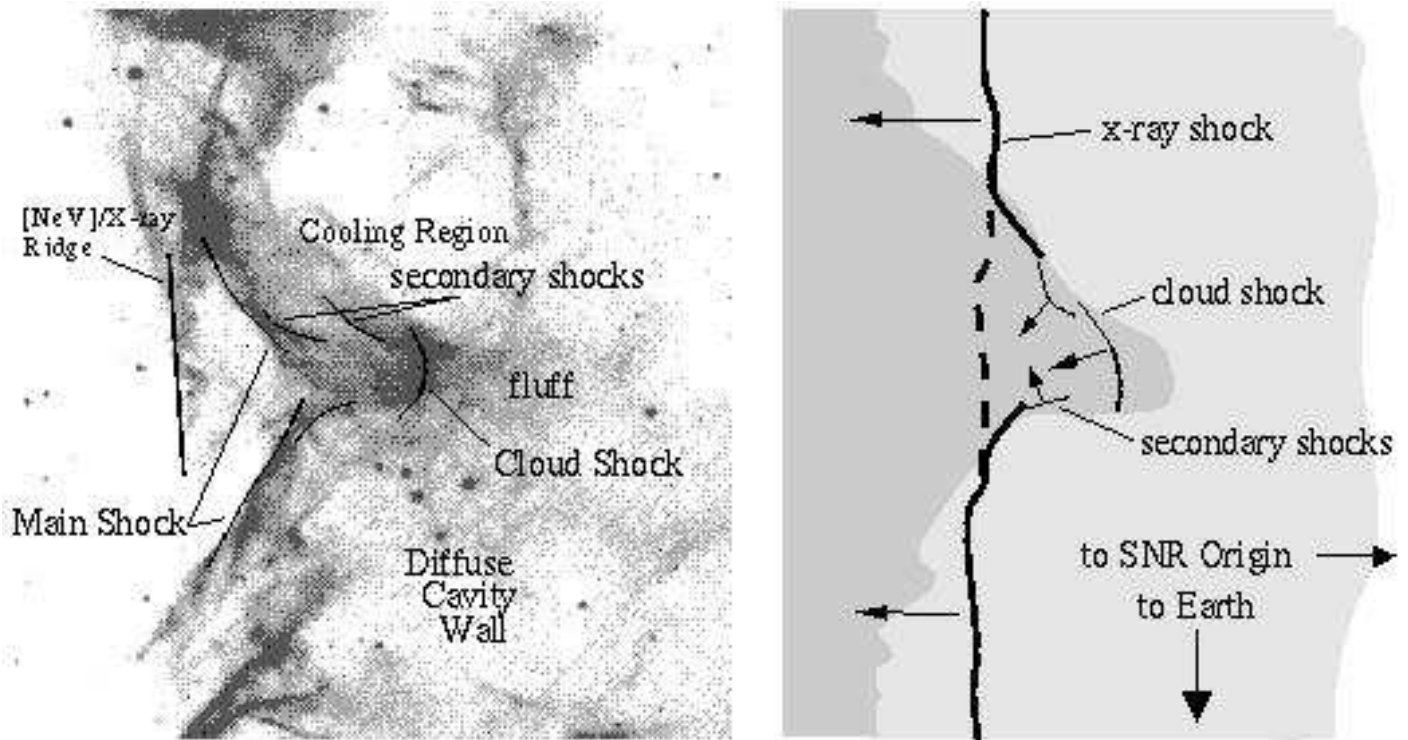 [NeV]/X-ray
Ridge
Cooling Region
secondary shocks
fluff
Cloud Shock
Main Shock
Diffuse
Cavity
Wall
x-ray shock
cloud shock
secondary shocks
to SNR Origin
to Earth